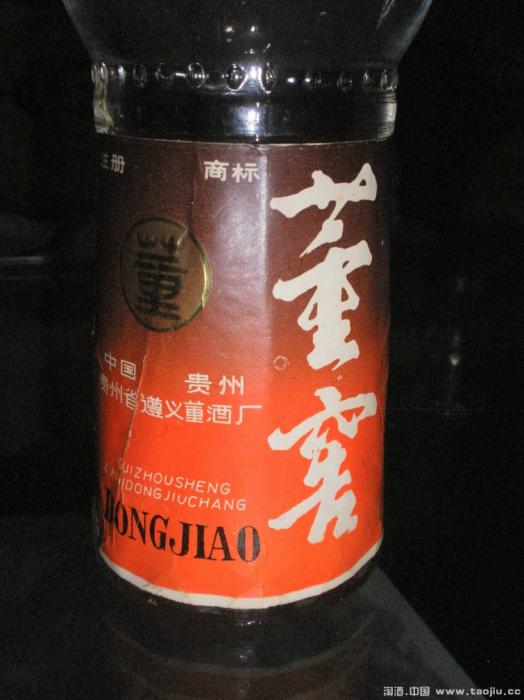 注册 商标
董
董窖
中国 贵州
贵州省遵义董酒厂
GUIZHOUSHENG
ZUNYIDONGJIUCHANG
DONGJIAO
淘酒.中国 www.taojiu.cc